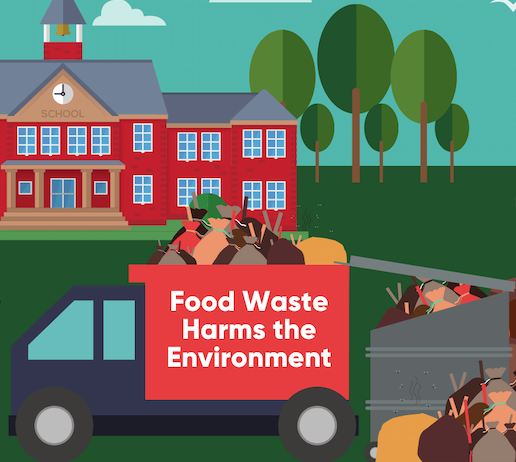 SCHOOL
Food Waste
Harms the
Environment